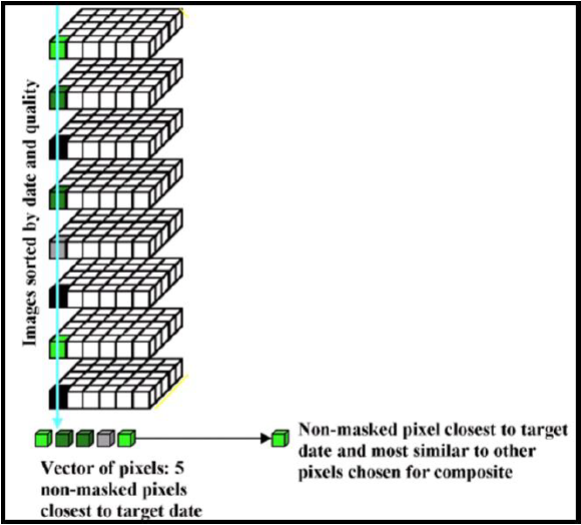 Images sorted by date and quality
Non-masked pixel closest to target
date and most similar to other
pixels chosen for composite
Vector of pixels: 5
non-masked pixels
closest to target date